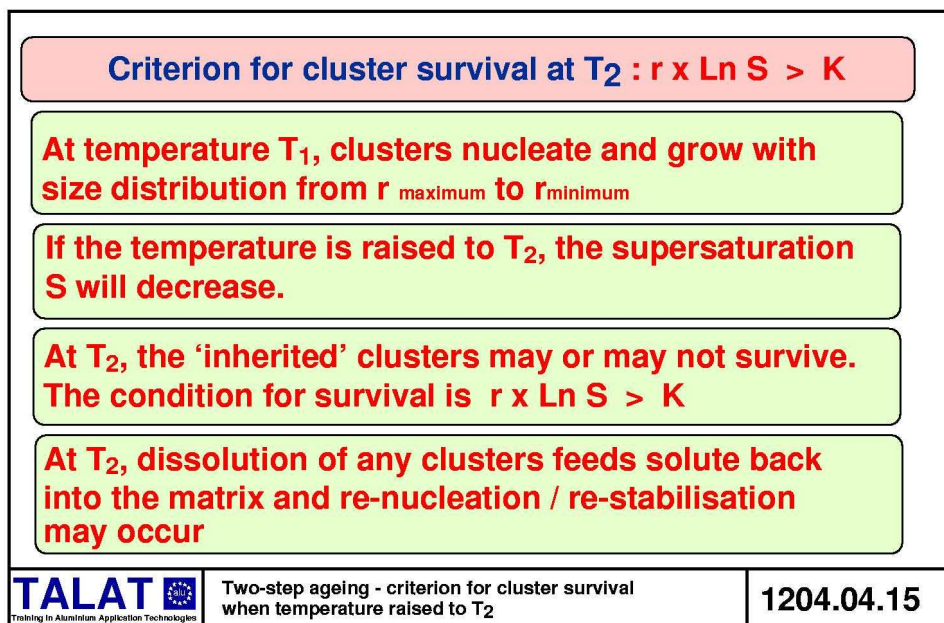 Criterion for cluster survival at T2 : r x Ln S > K
At temperature T1, clusters nucleate and grow with
size distribution from r maximum to rminimum
If the temperature is raised to T2, the supersaturation
S will decrease.
At T2, the ‘inherited’ clusters may or may not survive.
The condition for survival is r x Ln S > K
At T2, dissolution of any clusters feeds solute back
into the matrix and re-nucleation / re-stabilisation
may occur
TALAT alu
Training in Aluminium Application Technologies
Two-step ageing - criterion for cluster survival
when temperature raised to T2
1204.04.15